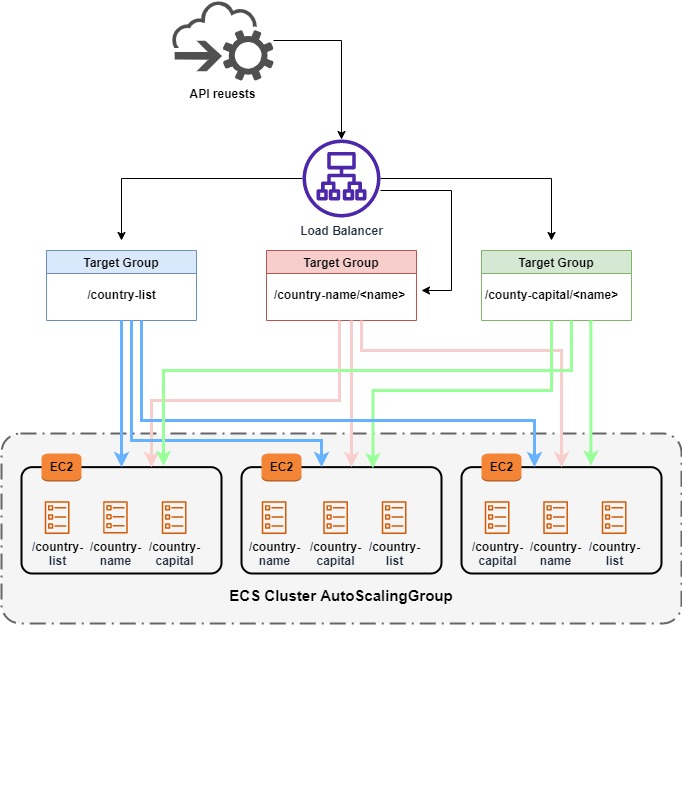 API reuests
Load Balancer
Target Group
/country-list
Target Group
/country-name/<name>
Target Group
/county-capital/<name>
EC2
/country-
list
/country-
name
/country-
capital
EC2
/country-
name
/country-
capital
/country-
list
EC2
/country-
capital
/country-
name
/country-
list
ECS Cluster AutoScalingGroup